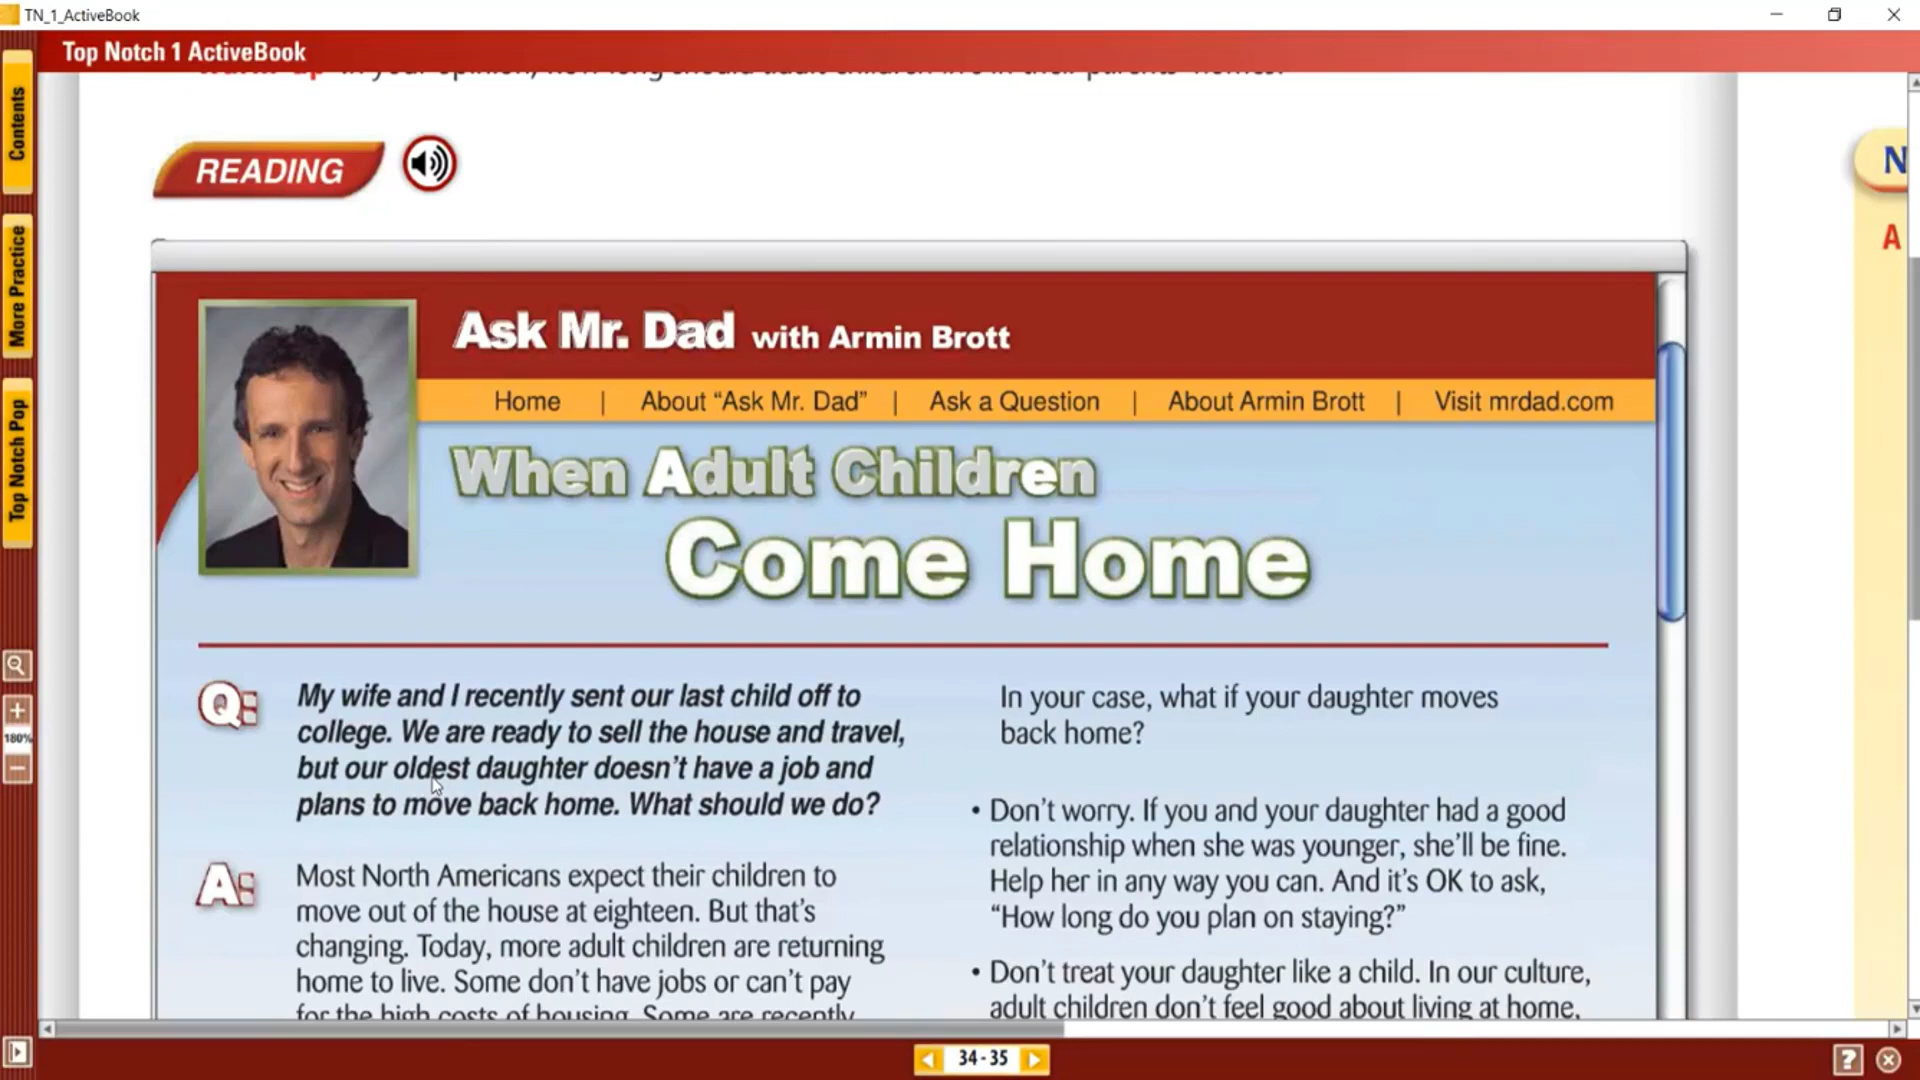 TN_1_ActiveBook
Top Notch 1 ActiveBook
Contents
More Practice
Top Notch Pop
180%
READING
N
A
Ask Mr. Dad with Armin Brott
Home | About “Ask Mr. Dad” | Ask a Question | About Armin Brott | Visit mrdad.com
When Adult Children
Come Home
Q:
My wife and I recently sent our last child off to
college. We are ready to sell the house and travel,
but our oldest daughter doesn’t have a job and
plans to move back home. What should we do?
A:
Most North Americans expect their children to
move out of the house at eighteen. But that’s
changing. Today, more adult children are returning
home to live. Some don’t have jobs or can’t pay
for the high costs of housing. Some are recently
In your case, what if your daughter moves
back home?
• Don’t worry. If you and your daughter had a good
relationship when she was younger, she’ll be fine.
Help her in any way you can. And it’s OK to ask,
“How long do you plan on staying?”
• Don’t treat your daughter like a child. In our culture,
adult children don’t feel good about living at home,
34-35
?